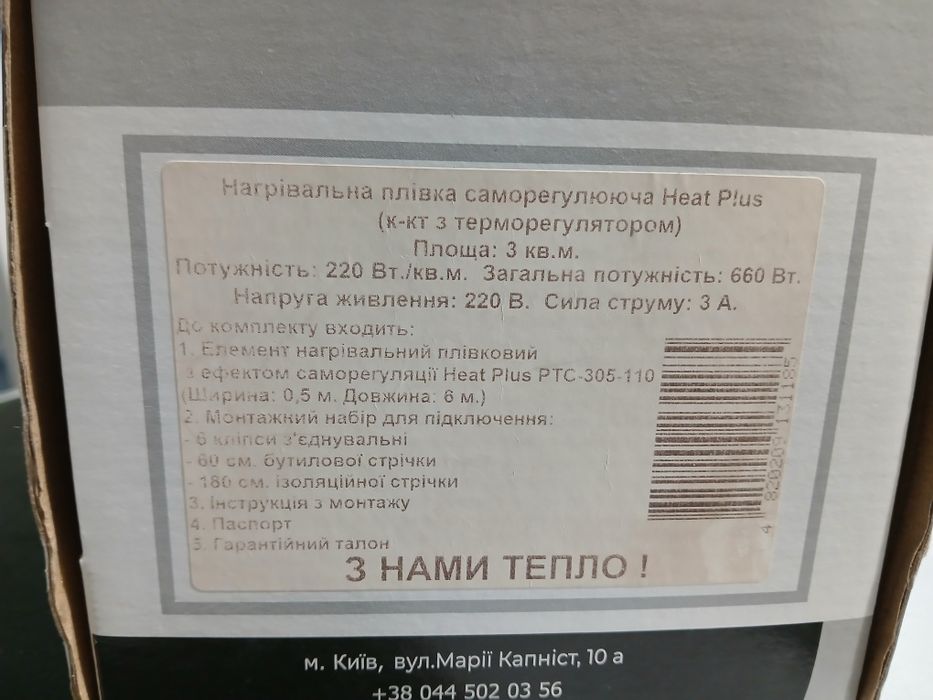 Нагрівальна плівка саморегулююча Heat Plus
(к-кт з терморегулятором)
Площа: 3 кв.м.
Потужність: 220 Вт./кв.м. Загальна потужність: 660 Вт.
Напруга живлення: 220 В. Сила струму: 3 А.
До комплекту входить:
1. Елемент нагрівальний плівковий
з ефектом саморегуляції Heat Plus PTC-305-110
(Ширина: 0,5 м. Довжина: 6 м.)
2. Монтажний набір для підключення:
- 6 кліпси з'єднувальні
- 60 см. бутилової стрічки
- 180 см. ізоляційної стрічки
3. Інструкція з монтажу
4. Паспорт
5. Гарантійний талон
4 820209 131185
З НАМИ ТЕПЛО !
м. Київ, вул.Марії Капніст, 10 а
+38 044 502 03 56